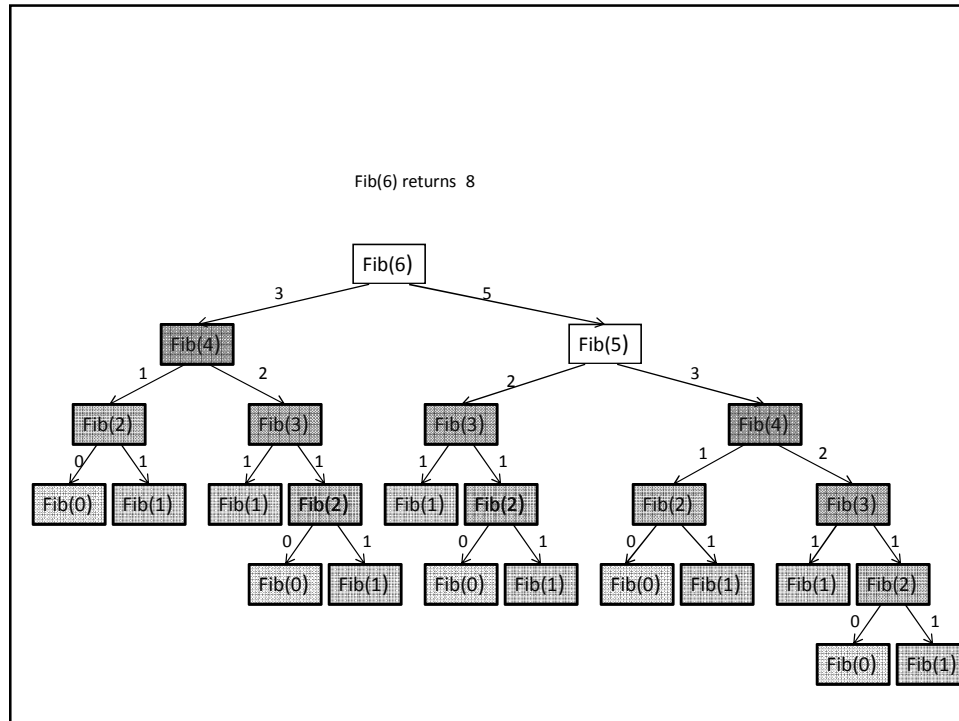 Fib(6) returns 8
Fib(6)
3 5
Fib(4) Fib(5)
1 2 2 3
Fib(2) Fib(3) Fib(3) Fib(4)
0 1 1 1 1 1 1 2
Fib(0) Fib(1) Fib(1) Fib(2) Fib(1) Fib(2) Fib(2) Fib(3)
0 1 0 1 0 1 1 1
Fib(0) Fib(1) Fib(0) Fib(1) Fib(0) Fib(1) Fib(1) Fib(2)
0 1
Fib(0) Fib(1)